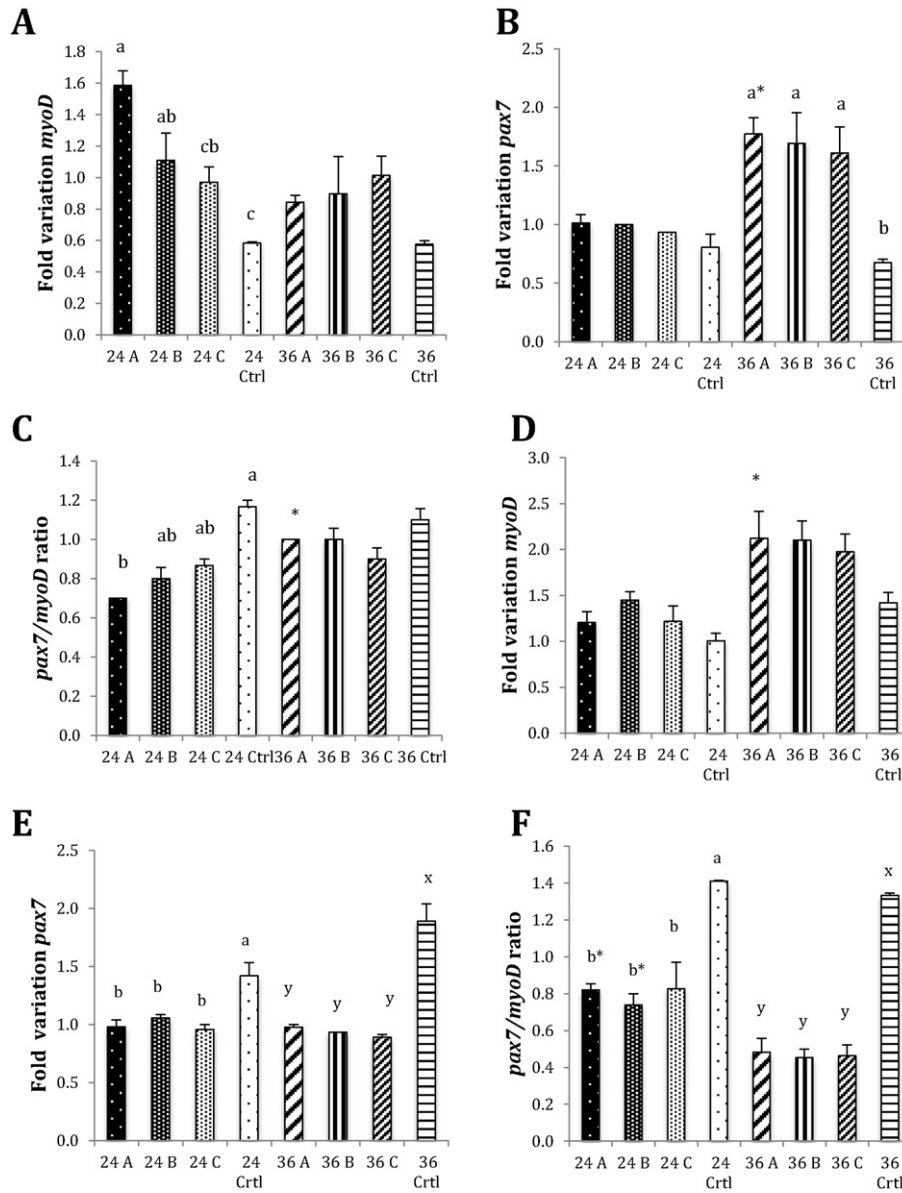 A
Fold variation myoD
1.8
1.6
1.4
1.2
1.0
0.8
0.6
0.4
0.2
0.0
a
ab
cb
c
24 A 24 B 24 C 24 Ctrl 36 A 36 B 36 C 36 Ctrl
B
Fold variation pax7
2.5
2.0
1.5
1.0
0.5
0.0
a* a a
b
24 A 24 B 24 C 24 Ctrl 36 A 36 B 36 C 36 Ctrl
C
pax7/myoD ratio
1.4
1.2
1.0
0.8
0.6
0.4
0.2
0.0
b ab ab a *
24 A 24 B 24 C 24 Ctrl 36 A 36 B 36 C 36 Ctrl
D
Fold variation myoD
3.0
2.5
2.0
1.5
1.0
0.5
0.0
*
24 A 24 B 24 C 24 Ctrl 36 A 36 B 36 C 36 Ctrl
E
Fold variation pax7
2.5
2.0
1.5
1.0
0.5
0.0
b b b a y y y x
24 A 24 B 24 C 24 Crtl 36 A 36 B 36 C 36 Crtl
F
pax7/myoD ratio
1.6
1.4
1.2
1.0
0.8
0.6
0.4
0.2
0.0
b* b* b a y y y x
24 A 24 B 24 C 24 Crtl 36 A 36 B 36 C 36 Crtl